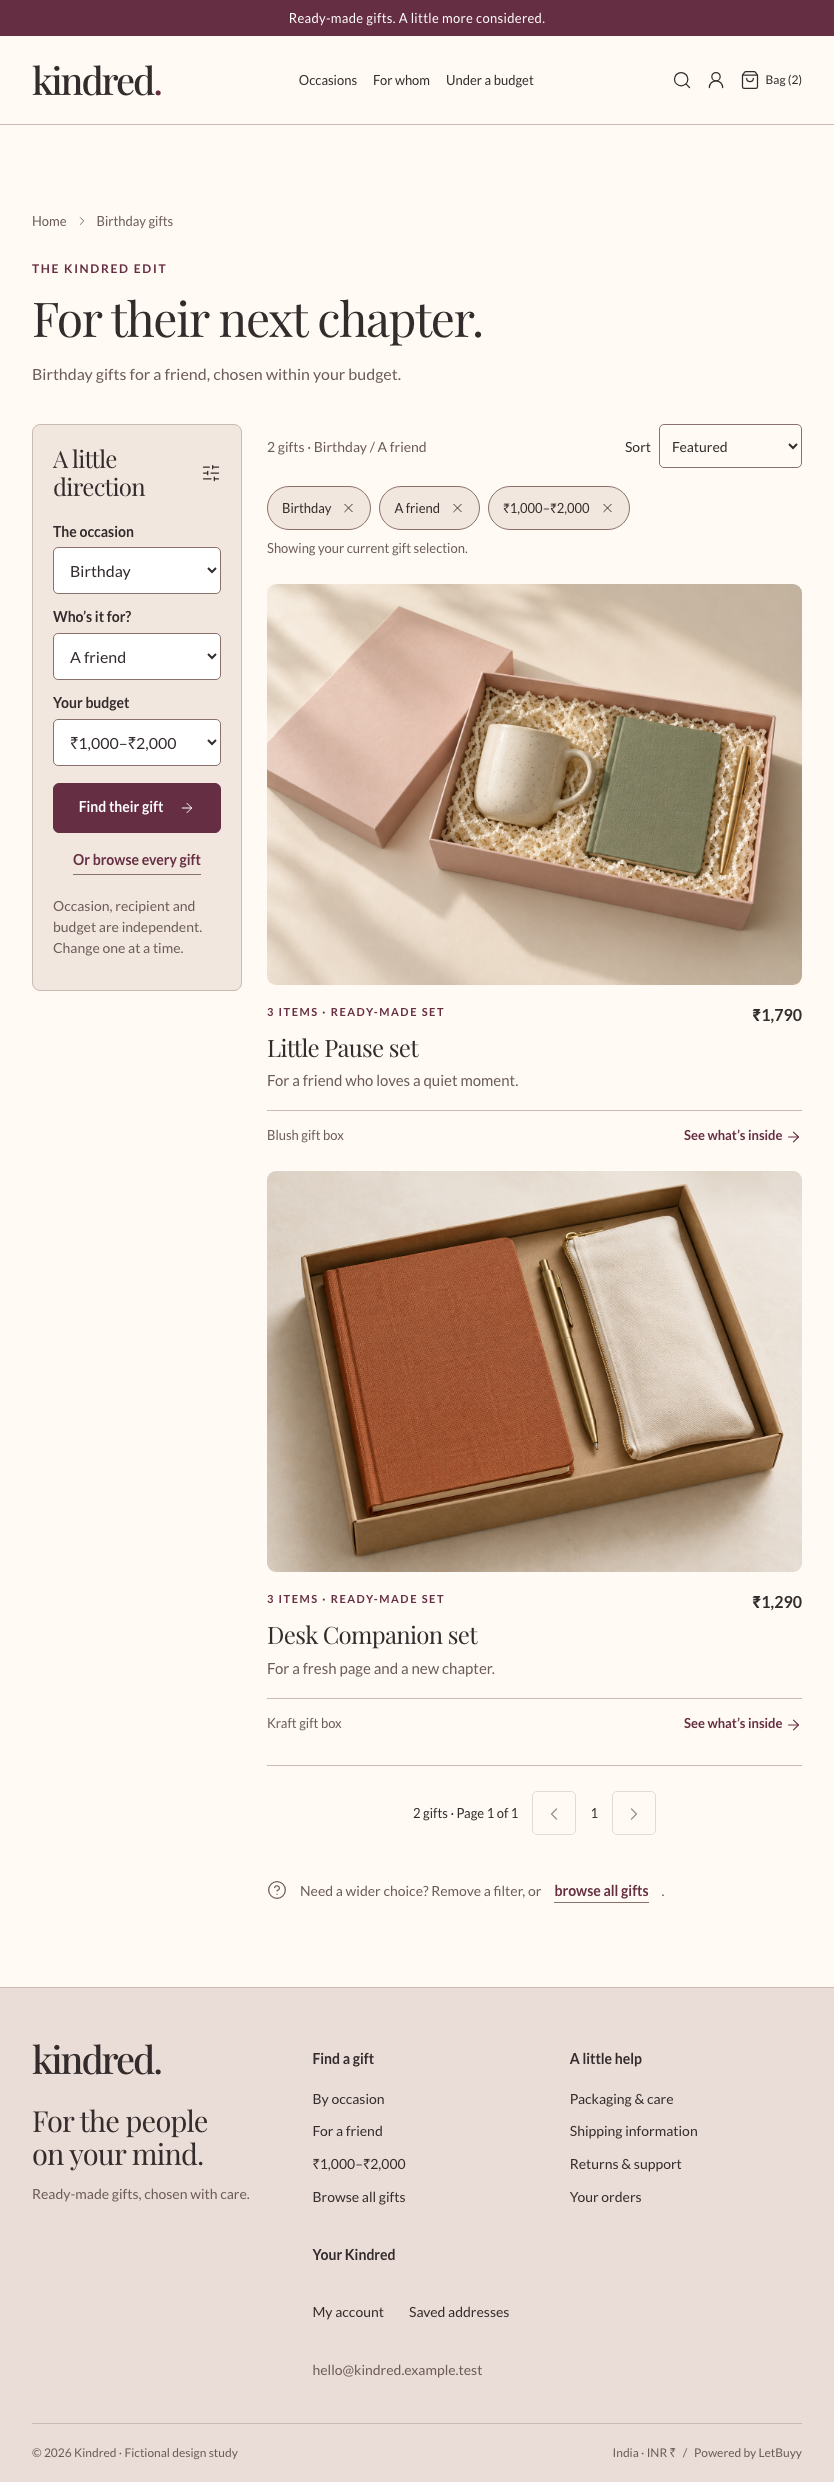 Ready-made gifts. A little more considered.
kindred.
Occasions
For whom
Under a budget
Bag (2)
Home
Birthday gifts
THE KINDRED EDIT
For their next chapter.
Birthday gifts for a friend, chosen within your budget.
A little
direction
The occasion
Birthday
Who's it for?
A friend
Your budget
₹1,000–₹2,000
Find their gift
Or browse every gift
Occasion, recipient and
budget are independent.
Change one at a time.
2 gifts · Birthday / A friend
Sort
Featured
Birthday
A friend
₹1,000–₹2,000
Showing your current gift selection.
3 ITEMS · READY-MADE SET
₹1,790
Little Pause set
For a friend who loves a quiet moment.
Blush gift box
See what's inside
3 ITEMS · READY-MADE SET
₹1,290
Desk Companion set
For a fresh page and a new chapter.
Kraft gift box
See what's inside
2 gifts · Page 1 of 1
1
Need a wider choice? Remove a filter, or browse all gifts .
kindred.
For the people
on your mind.
Ready-made gifts, chosen with care.
Find a gift
By occasion
For a friend
₹1,000–₹2,000
Browse all gifts
A little help
Packaging & care
Shipping information
Returns & support
Your orders
Your Kindred
My account
Saved addresses
hello@kindred.example.test
© 2026 Kindred · Fictional design study
India · INR ₹ / Powered by LetBuyy